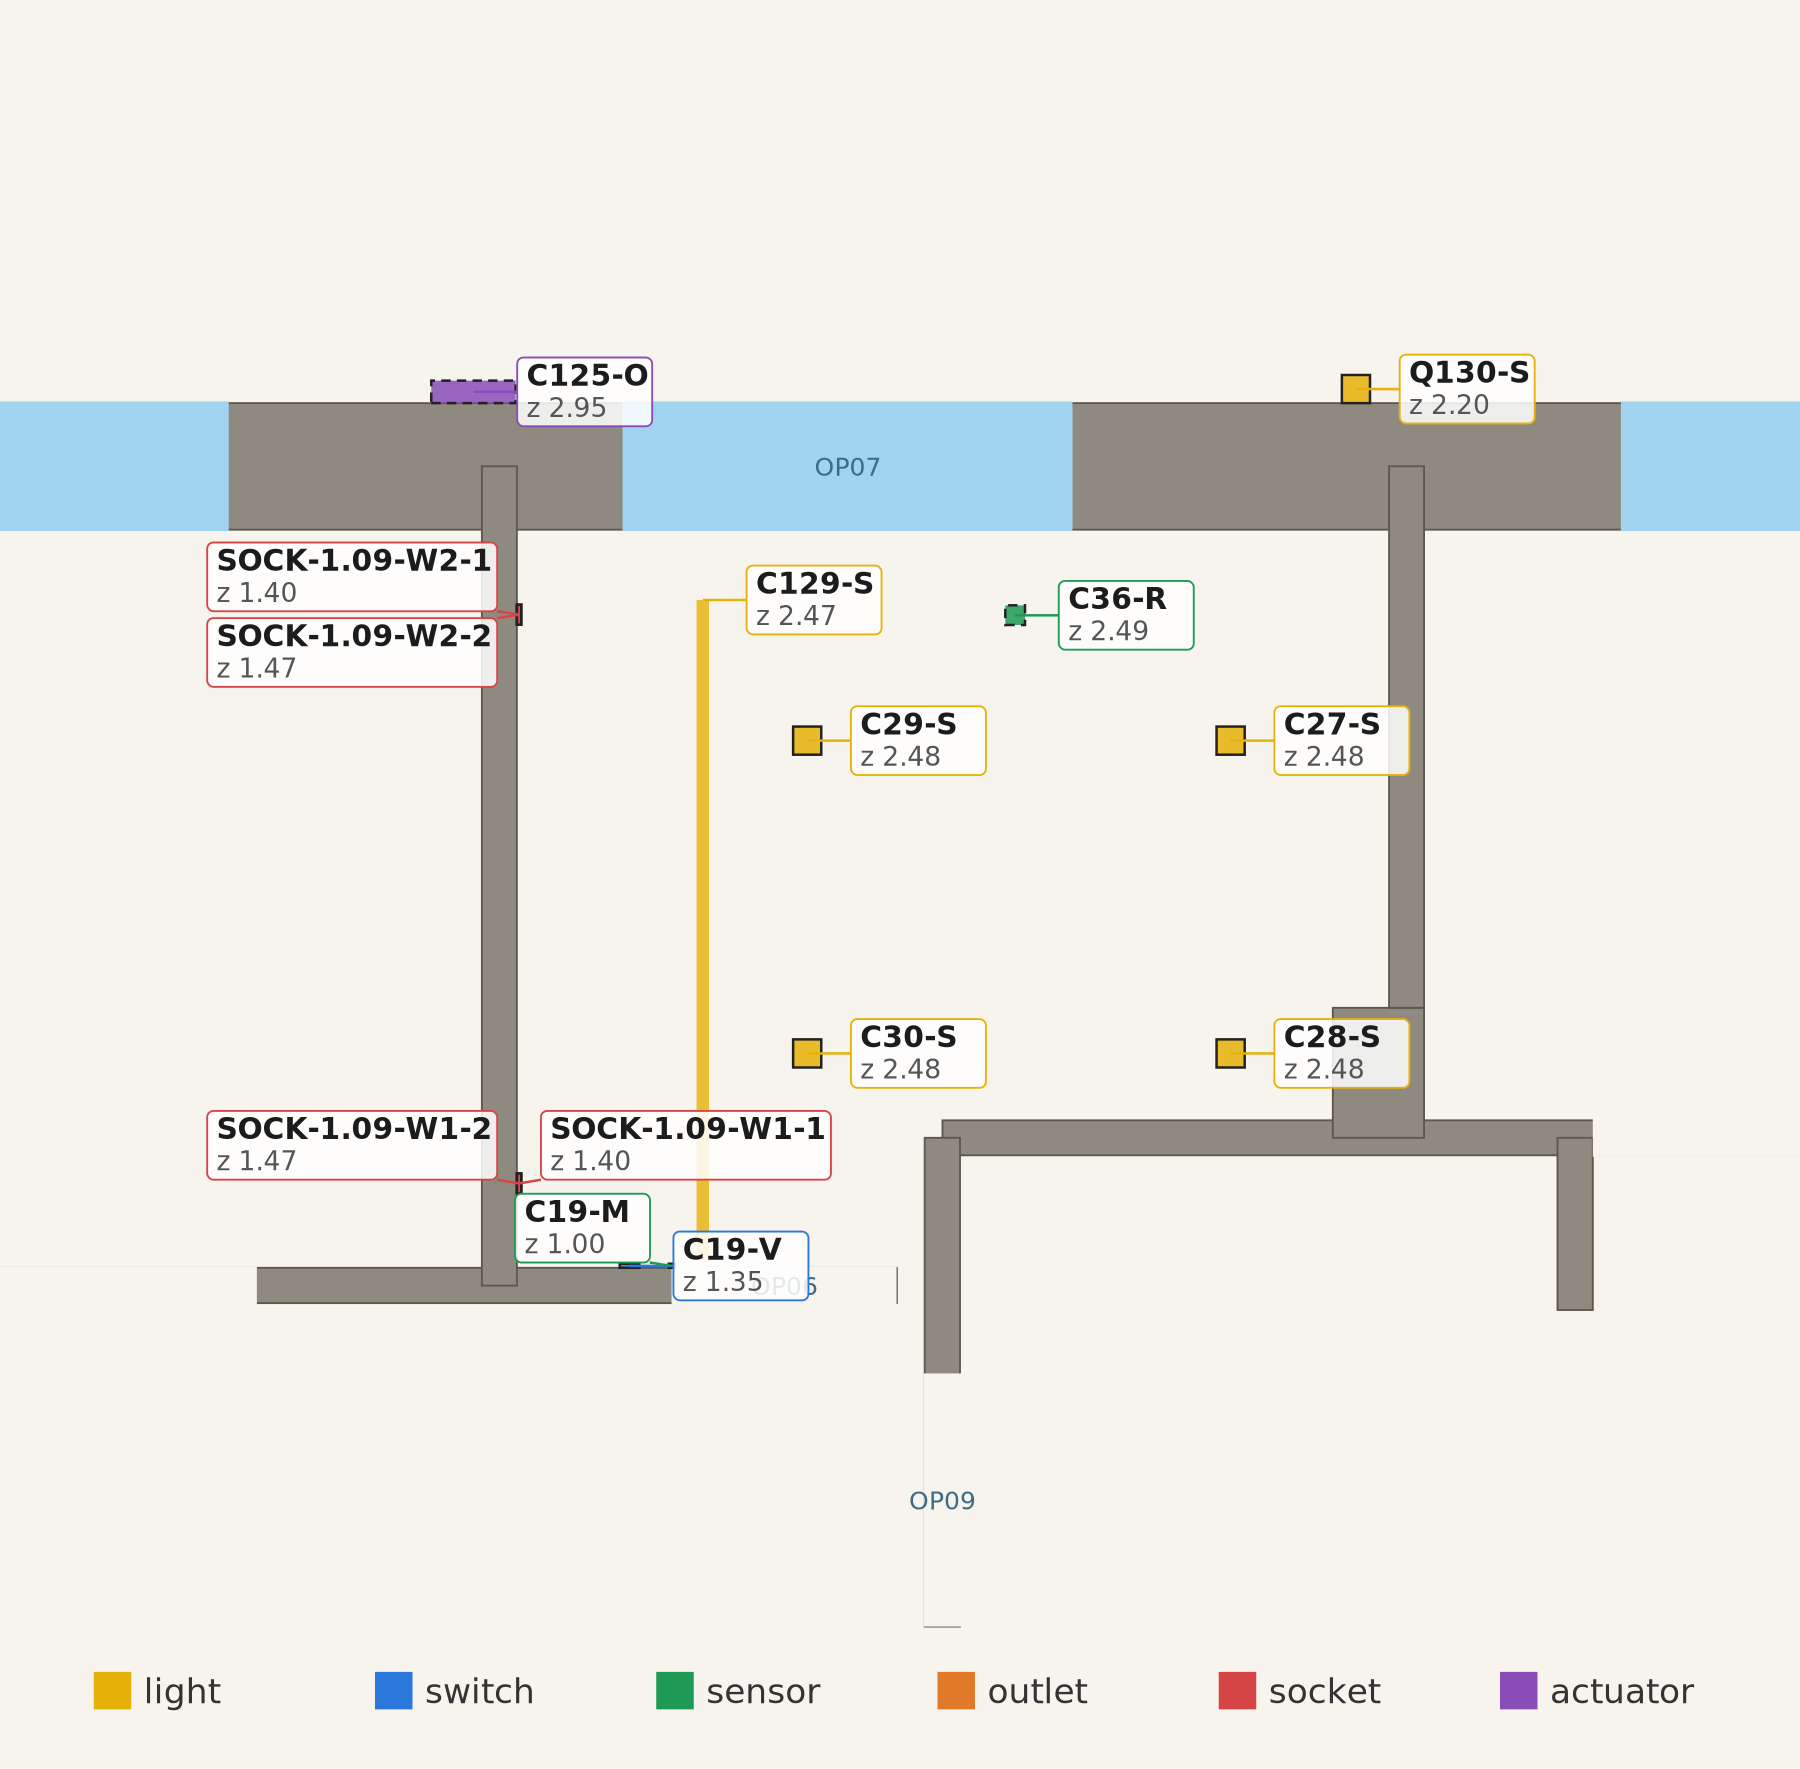 C125-O
z 2.95
Q130-S
z 2.20
OP07
SOCK-1.09-W2-1
z 1.40
SOCK-1.09-W2-2
z 1.47
C129-S
z 2.47
C36-R
z 2.49
C29-S
z 2.48
C27-S
z 2.48
C30-S
z 2.48
C28-S
z 2.48
SOCK-1.09-W1-2
z 1.47
SOCK-1.09-W1-1
z 1.40
C19-M
z 1.00
C19-V
z 1.35
OP06
OP09
light
switch
sensor
outlet
socket
actuator